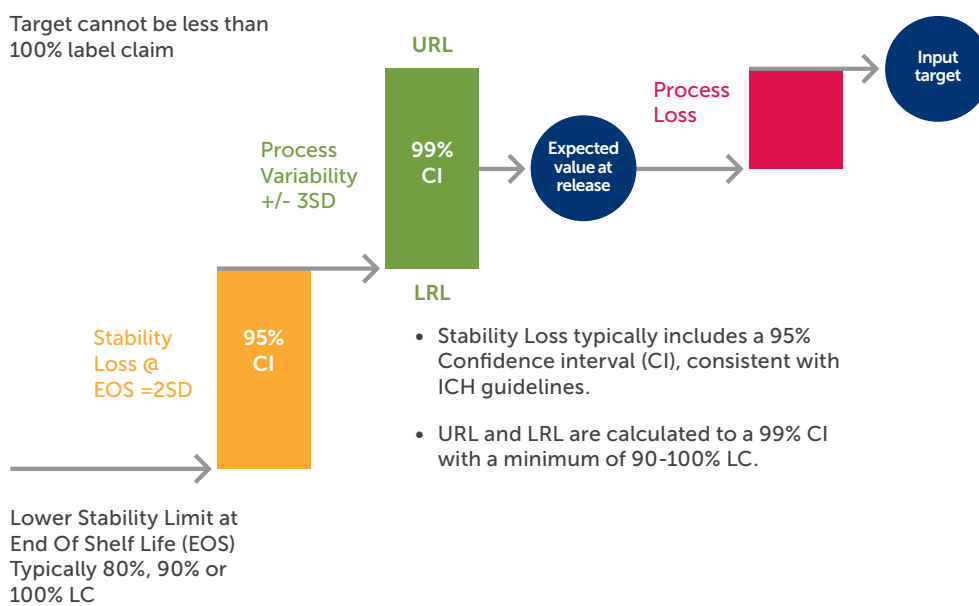 Target cannot be less than
100% label claim
URL
Input
target
Process
Loss
Process
Variability
+/- 3SD
99%
CI
Expected
value at
release
LRL
Stability
Loss @
EOS =2SD
95%
CI
• Stability Loss typically includes a 95%
Confidence interval (CI), consistent with
ICH guidelines.
• URL and LRL are calculated to a 99% CI
with a minimum of 90-100% LC.
Lower Stability Limit at
End Of Shelf Life (EOS)
Typically 80%, 90% or
100% LC